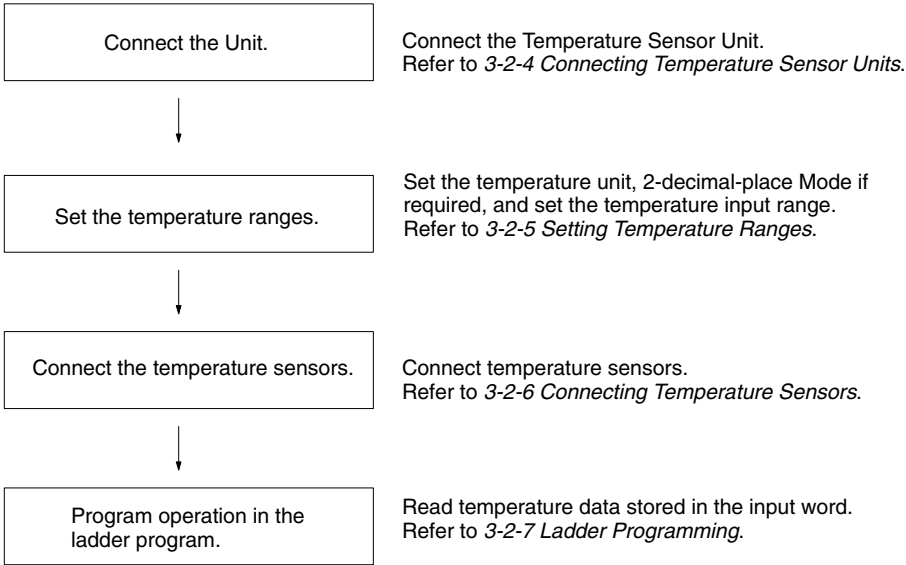 Connect the Unit.
Connect the Temperature Sensor Unit.
Refer to 3-2-4 Connecting Temperature Sensor Units.
Set the temperature ranges.
Set the temperature unit, 2-decimal-place Mode if
required, and set the temperature input range.
Refer to 3-2-5 Setting Temperature Ranges.
Connect the temperature sensors.
Connect temperature sensors.
Refer to 3-2-6 Connecting Temperature Sensors.
Program operation in the
ladder program.
Read temperature data stored in the input word.
Refer to 3-2-7 Ladder Programming.